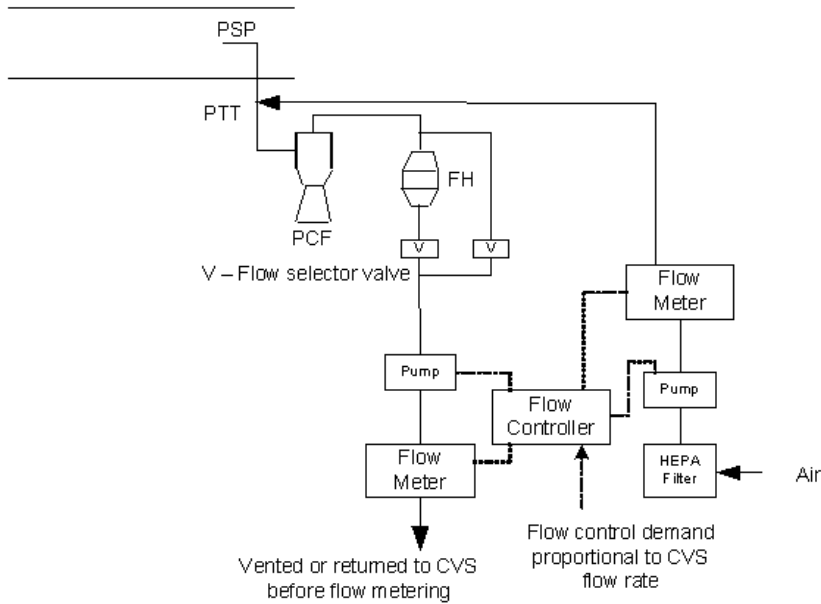 PSP
PTT
FH
PCF
V
V
V – Flow selector valve
Flow
Meter
Pump
Flow
Controller
Pump
Flow
Meter
HEPA
Filter
Air
Vented or returned to CVS
before flow metering
Flow control demand
proportional to CVS
flow rate